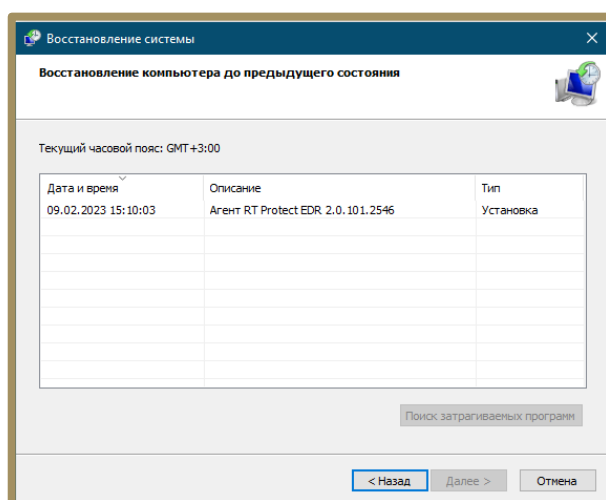 Восстановление системы
Восстановление компьютера до предыдущего состояния
Текущий часовой пояс: GMT+3:00
Дата и время Описание Тип
09.02.2023 15:10:03 Агент RT Protect EDR 2.0.101.2546 Установка
Поиск затрагиваемых программ
< Назад Далее > Отмена